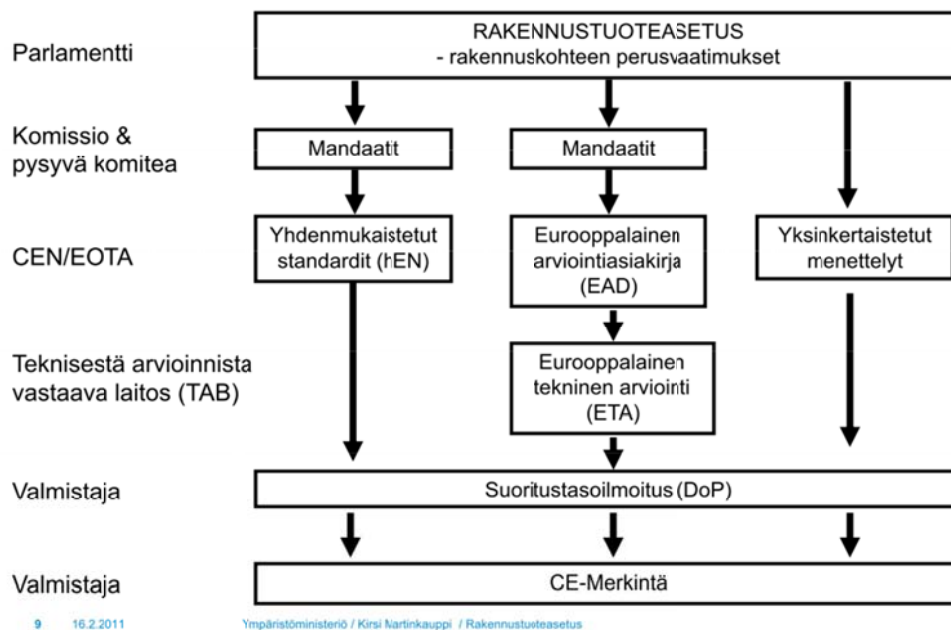 RAKENNUSTUOTEASETUS
- rakennuskohteen perusvaatimukset
Parlamentti
Komissio &
pysyvä komitea
Mandaatit
Mandaatit
CEN/EOTA
Yhdenmukaistetut
standardit (hEN)
Eurooppalainen
arviointiasiakirja
(EAD)
Yksinkertaistetut
menettelyt
Teknisestä arvioinnista
vastaava laitos (TAB)
Eurooppalainen
tekninen arviointi
(ETA)
Valmistaja
Suoritustasoilmoitus (DoP)
Valmistaja
CE-Merkintä
9 16.2.2011 Ympäristöministeriö / Kirsi Martinkauppi / Rakennustuoteasetus